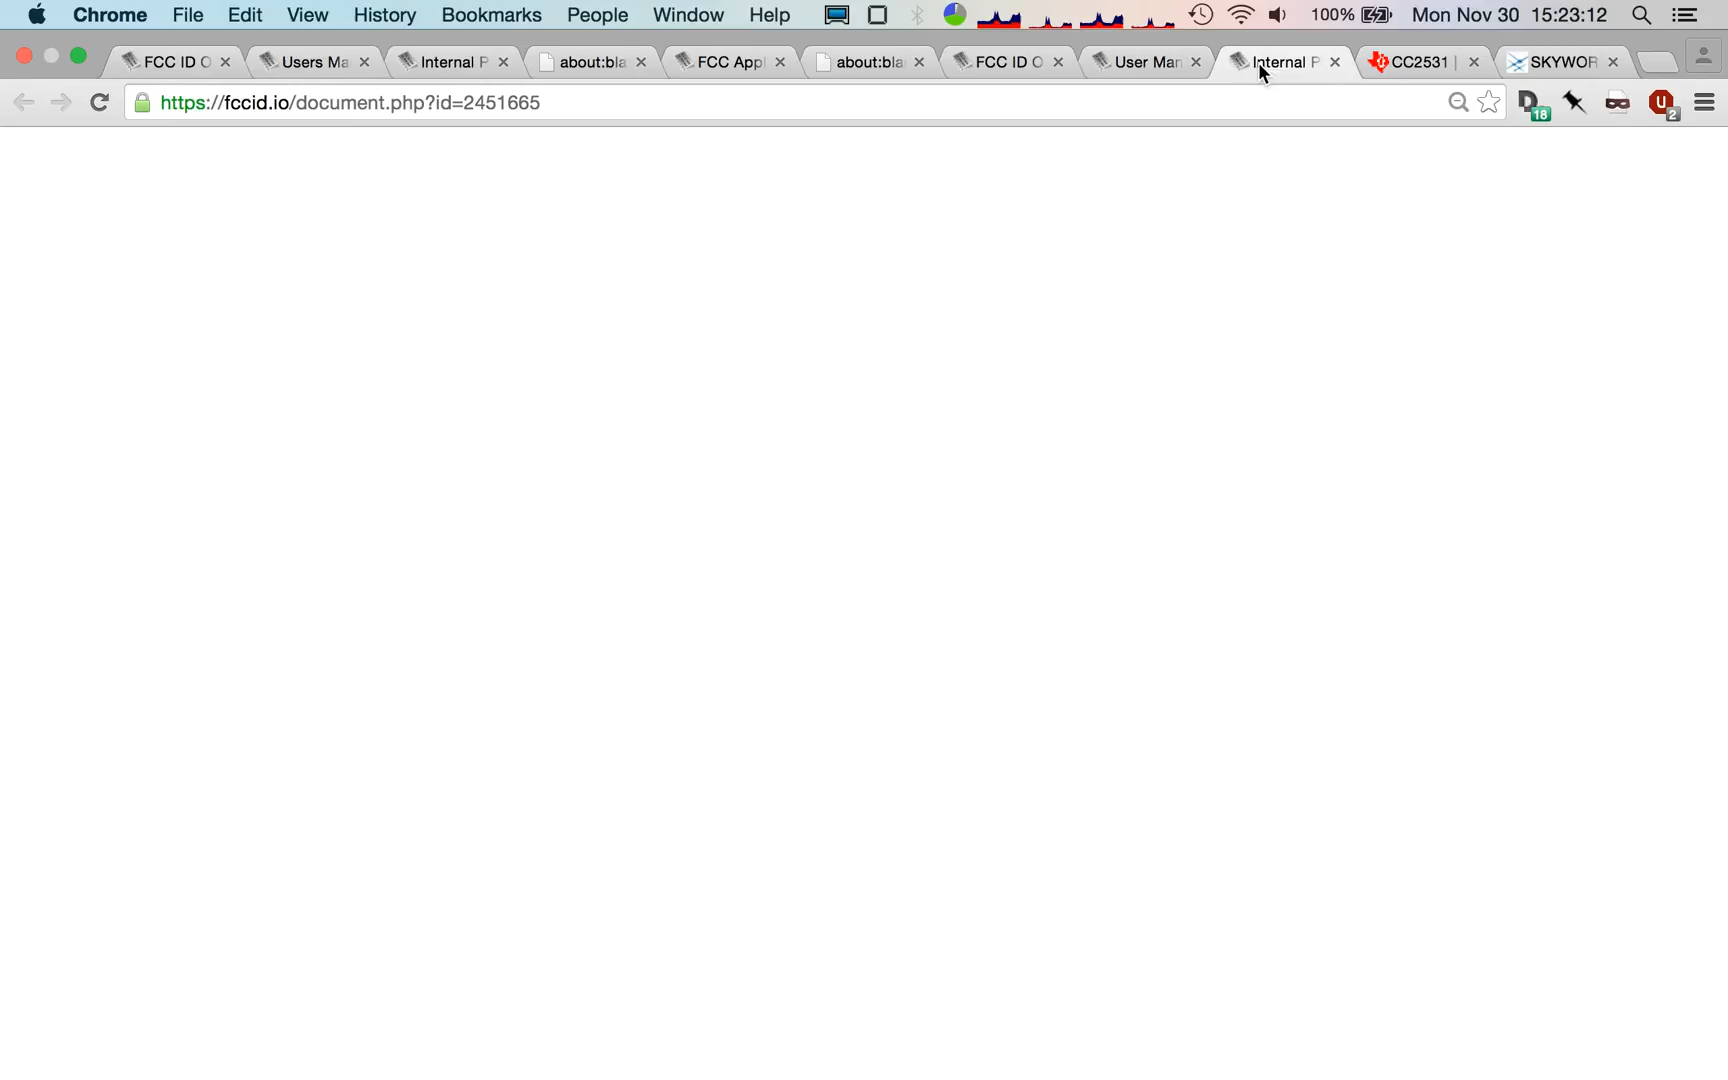 Chrome File Edit View History Bookmarks People Window Help 100% Mon Nov 30 15:23:12
FCC ID O Users Ma Internal P about:bla FCC Appl about:bla FCC ID O User Man Internal P CC2531 | SKYWOR
https://fccid.io/document.php?id=2451665 D 18 U 2